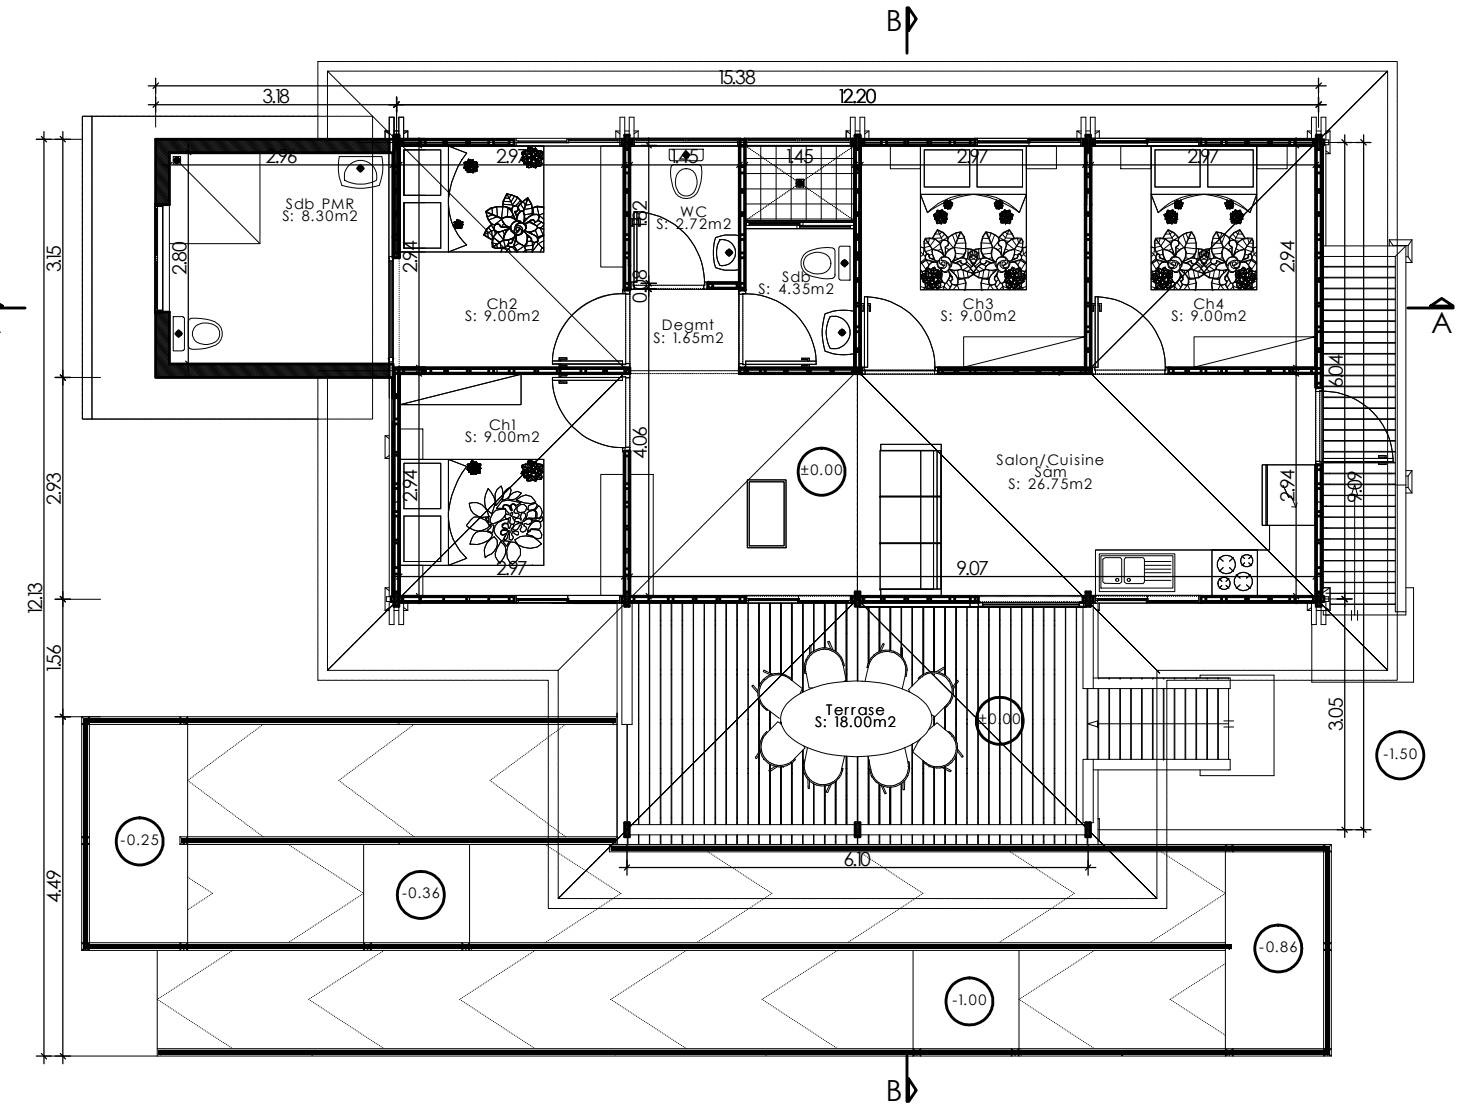 B
15.38
3.18
12.20
2.96
2.97
1.45
1.45
2.97
2.97
Sdb PMR
S: 8.30m2
WC
S: 2.72m2
3.15
2.80
2.94
2.94
Sdb
S: 4.35m2
Ch2
S: 9.00m2
Degmt
S: 1.65m2
Ch3
S: 9.00m2
Ch4
S: 9.00m2
A
6.04
Ch1
S: 9.00m2
4.06
±0.00
Salon/Cuisine
Sàm
S: 26.75m2
2.93
2.94
2.94
9.09
2.97
9.07
12.13
1.56
Terrase
S: 18.00m2
±0.00
3.05
-1.50
-0.25
6.10
4.49
-0.36
-0.86
-1.00
B